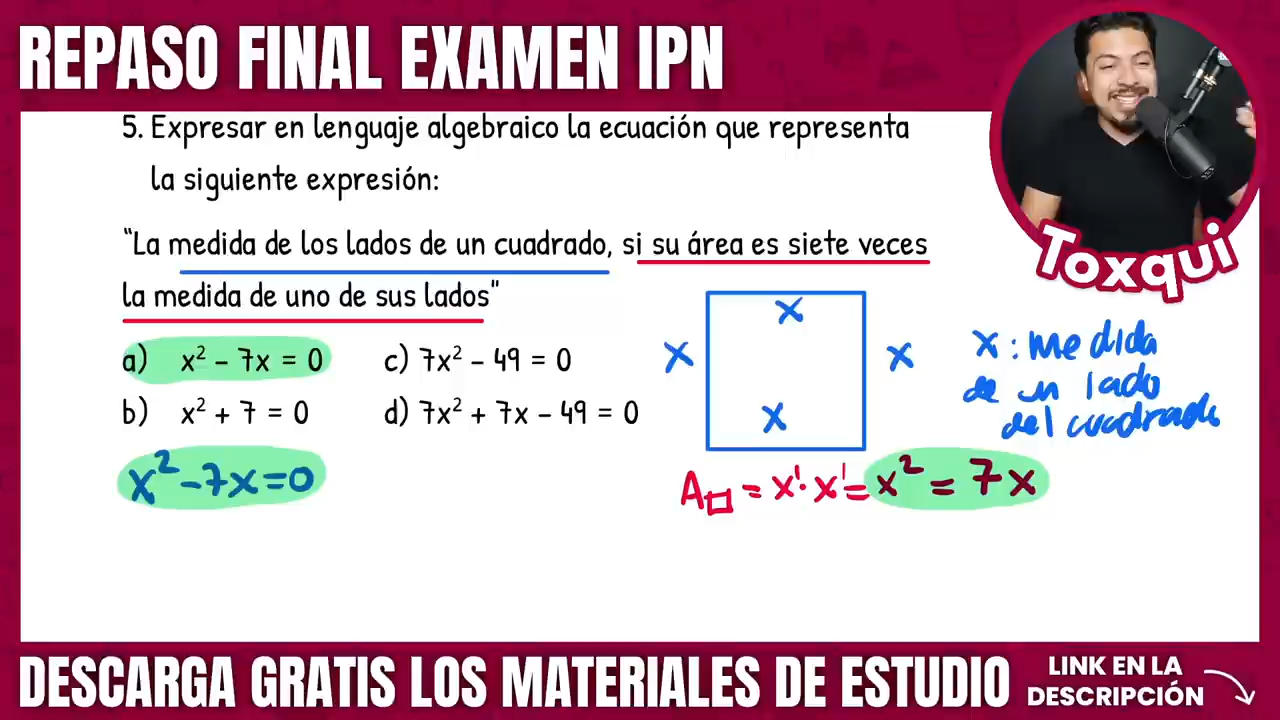 REPASO FINAL EXAMEN IPN
5. Expresar en lenguaje algebraico la ecuación que representa
la siguiente expresión:
"La medida de los lados de un cuadrado, si su área es siete veces
la medida de uno de sus lados"
a) x² - 7x = 0
c) 7x² - 49 = 0
b) x² + 7 = 0
d) 7x² + 7x - 49 = 0
x² - 7x = 0
x
x
x
x
x : medida
de un lado
del cuadrado
A□ = x¹ · x¹ = x² = 7x
Toxqui
DESCARGA GRATIS LOS MATERIALES DE ESTUDIO
LINK EN LA
DESCRIPCIÓN